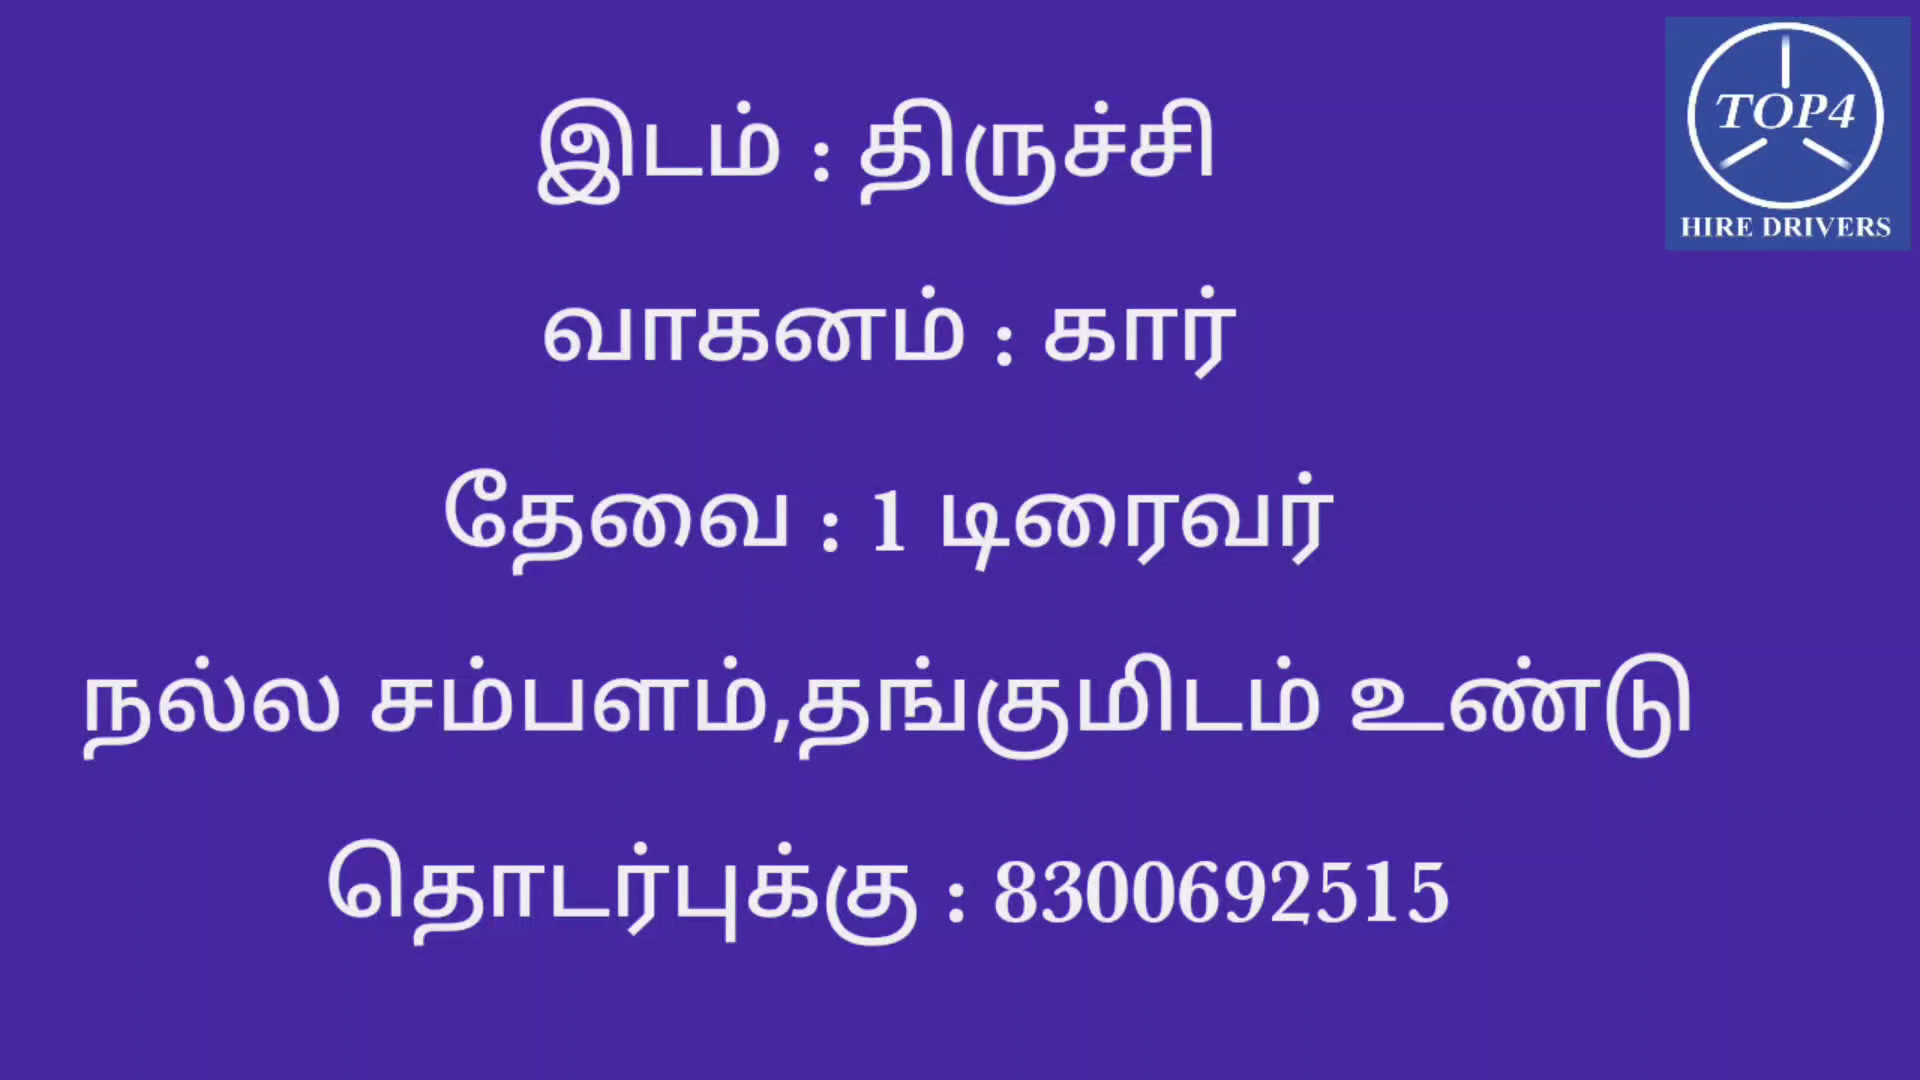 இடம் : திருச்சி
TOP4
HIRE DRIVERS
வாகனம் : கார்
தேவை : 1 டிரைவர்
நல்ல சம்பளம்,தங்குமிடம் உண்டு
தொடர்புக்கு : 8300692515